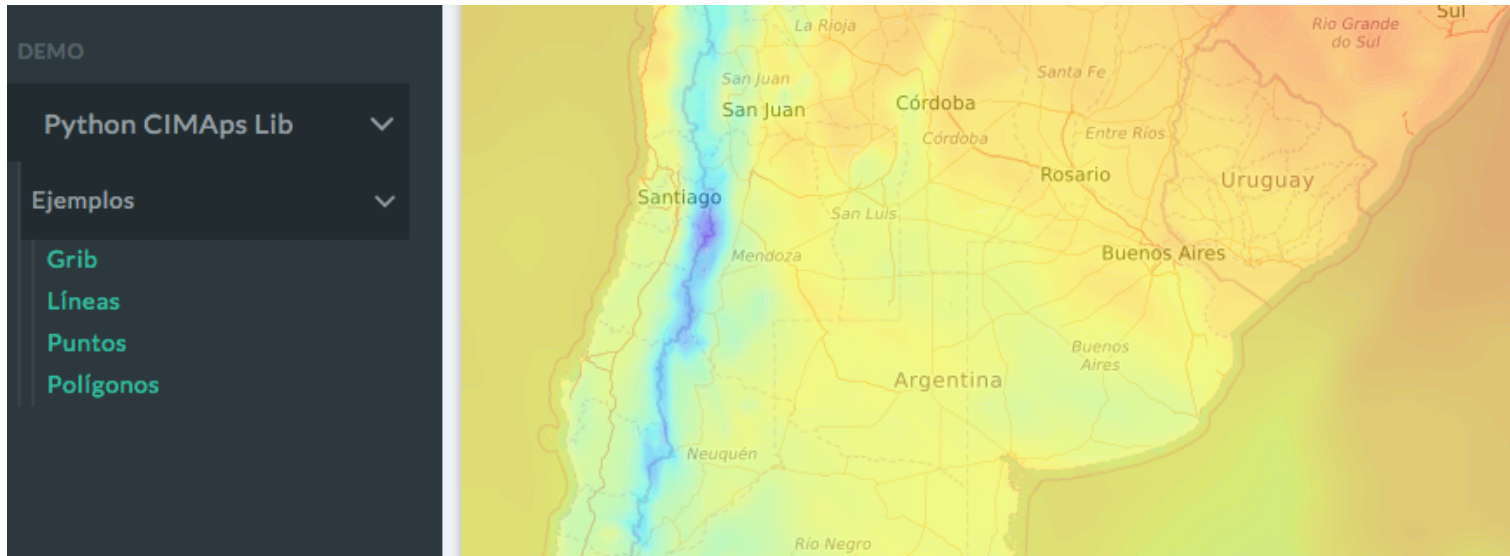 DEMO
Python CIMAps Lib
Ejemplos
Grib
Líneas
Puntos
Polígonos
La Rioja
Sul
Rio Grande
do Sul
San Juan
Santa Fe
San Juan
Córdoba
Córdoba
Entre Ríos
Rosario
Uruguay
Santiago
San Luis
Mendoza
Buenos Aires
Buenos
Aires
Argentina
Neuquén
Río Negro